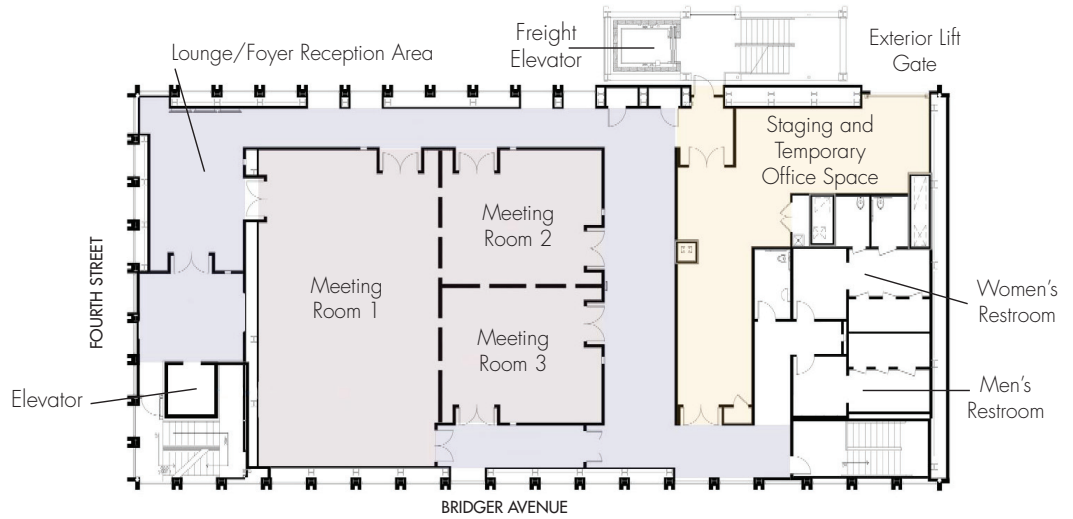 Lounge/Foyer Reception Area
Freight
Elevator
Exterior Lift
Gate
Staging and
Temporary
Office Space
Meeting
Room 2
Meeting
Room 1
Meeting
Room 3
Women's
Restroom
Men's
Restroom
Elevator
FOURTH STREET
BRIDGER AVENUE